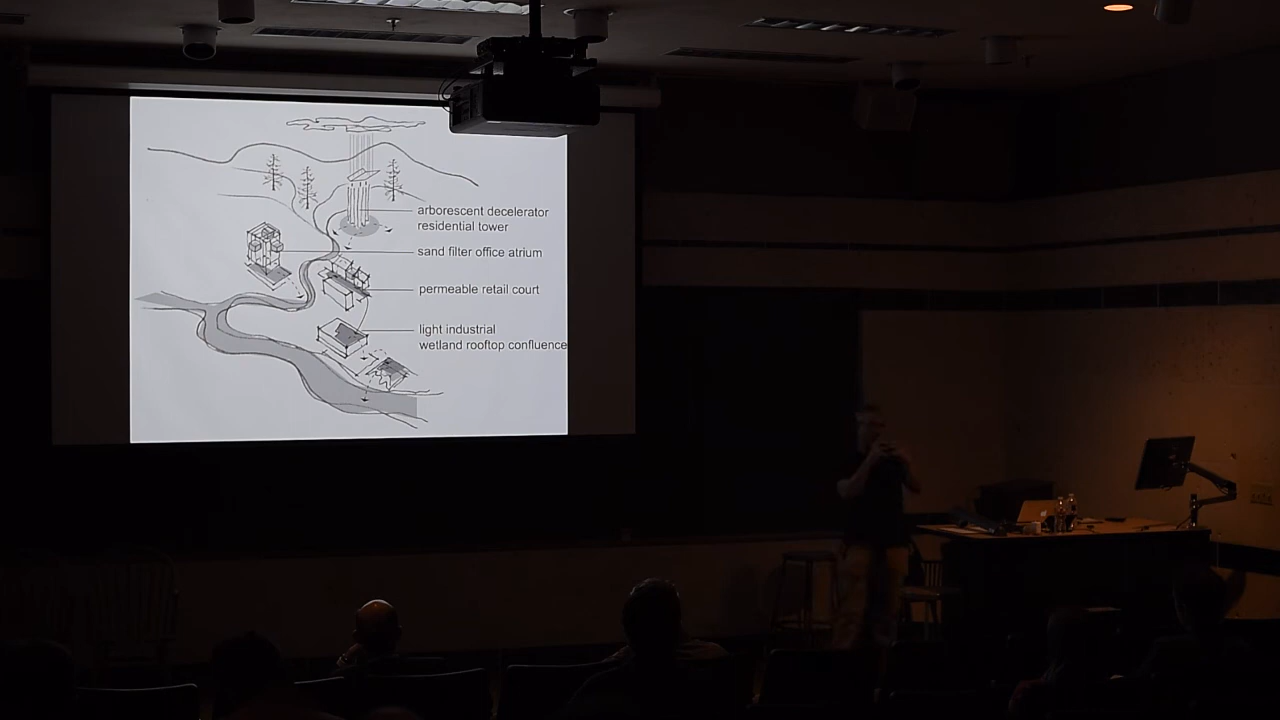 arborescent decelerator
residential tower
sand filter office atrium
permeable retail court
light industrial
wetland rooftop confluence